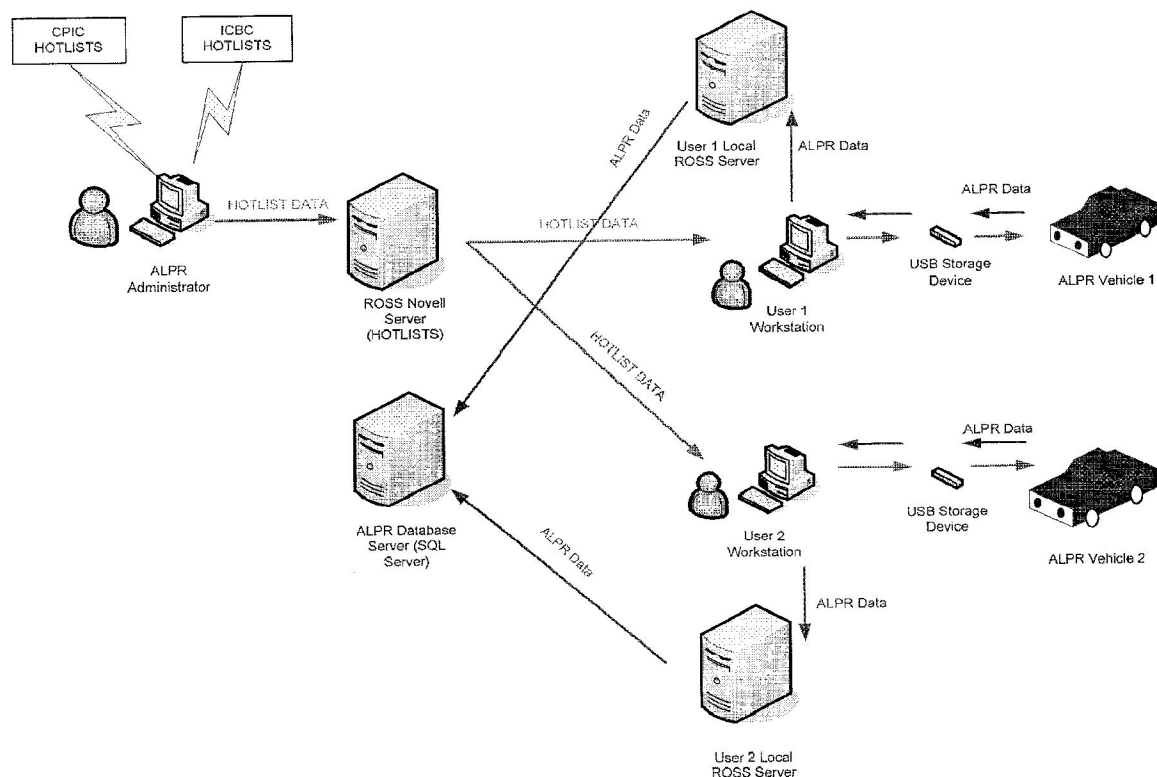 CPIC
HOTLISTS
ICBC
HOTLISTS
ALPR
Administrator
HOTLIST DATA
ROSS Novell
Server
(HOTLISTS)
ALPR Data
User 1 Local
ROSS Server
ALPR Data
HOTLIST DATA
User 1
Workstation
ALPR Data
USB Storage
Device
ALPR Vehicle 1
HOTLIST DATA
ALPR Database
Server (SQL
Server)
ALPR Data
User 2
Workstation
ALPR Data
USB Storage
Device
ALPR Vehicle 2
ALPR Data
User 2 Local
ROSS Server